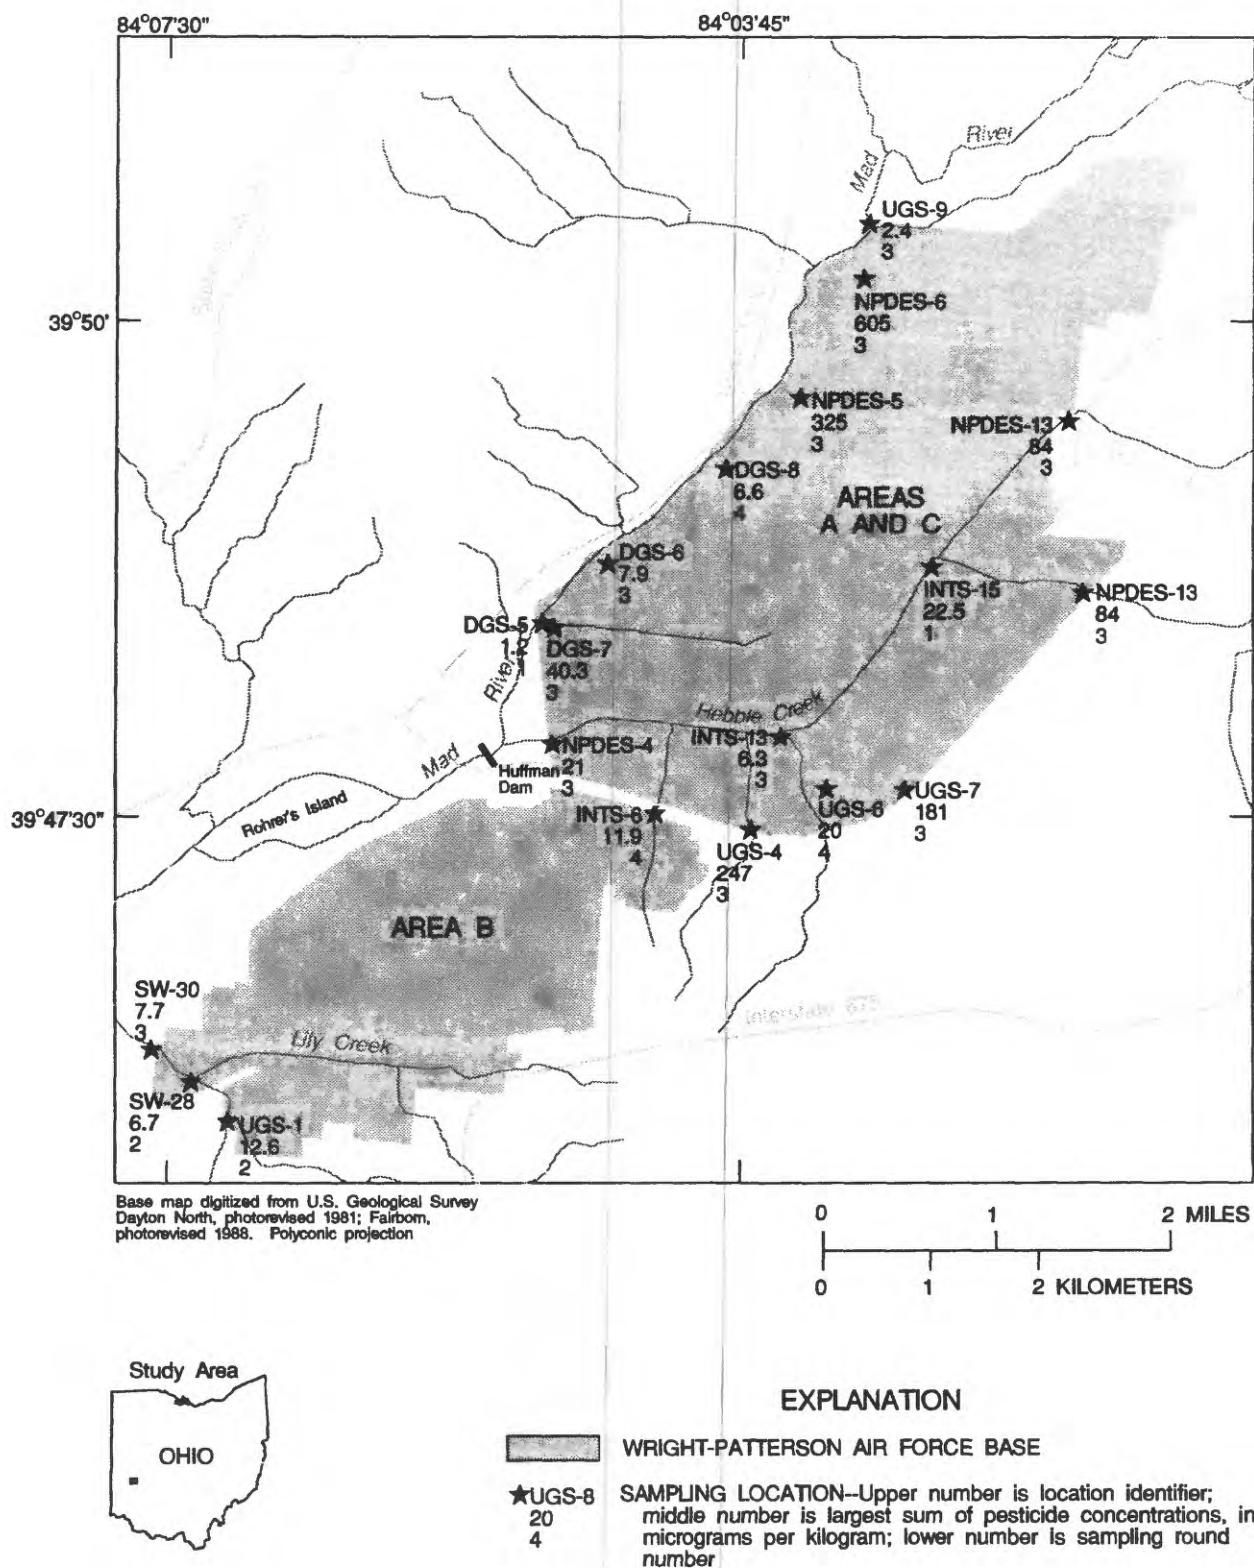 84°07'30"
84°03'45"
River
Mad
UGS-9
2.4
3
NPDES-6
605
3
39°50'
NPDES-5
325
3
NPDES-13
84
3
DGS-8
6.6
4
AREAS
A AND C
DGS-6
7.9
3
INTS-15
22.5
1
NPDES-13
84
3
DGS-5
DGS-7
40.3
3
River
Hebble Creek
INTS-13
6.3
3
NPDES-4
21
3
Mad
Huffman
Dam
Rohrer's Island
39°47'30"
INTS-6
11.9
4
UGS-6
20
4
UGS-7
181
3
UGS-4
247
3
AREA B
SW-30
7.7
3
Interstate 675
Lily Creek
SW-28
6.7
2
UGS-1
12.6
2
Base map digitized from U.S. Geological Survey
Dayton North, photorevised 1981; Fairborn,
photorevised 1988. Polyconic projection
0 1 2 MILES
0 1 2 KILOMETERS
Study Area
OHIO
EXPLANATION
WRIGHT-PATTERSON AIR FORCE BASE
UGS-8 SAMPLING LOCATION--Upper number is location identifier;
20 middle number is largest sum of pesticide concentrations, in
4 micrograms per kilogram; lower number is sampling round
number